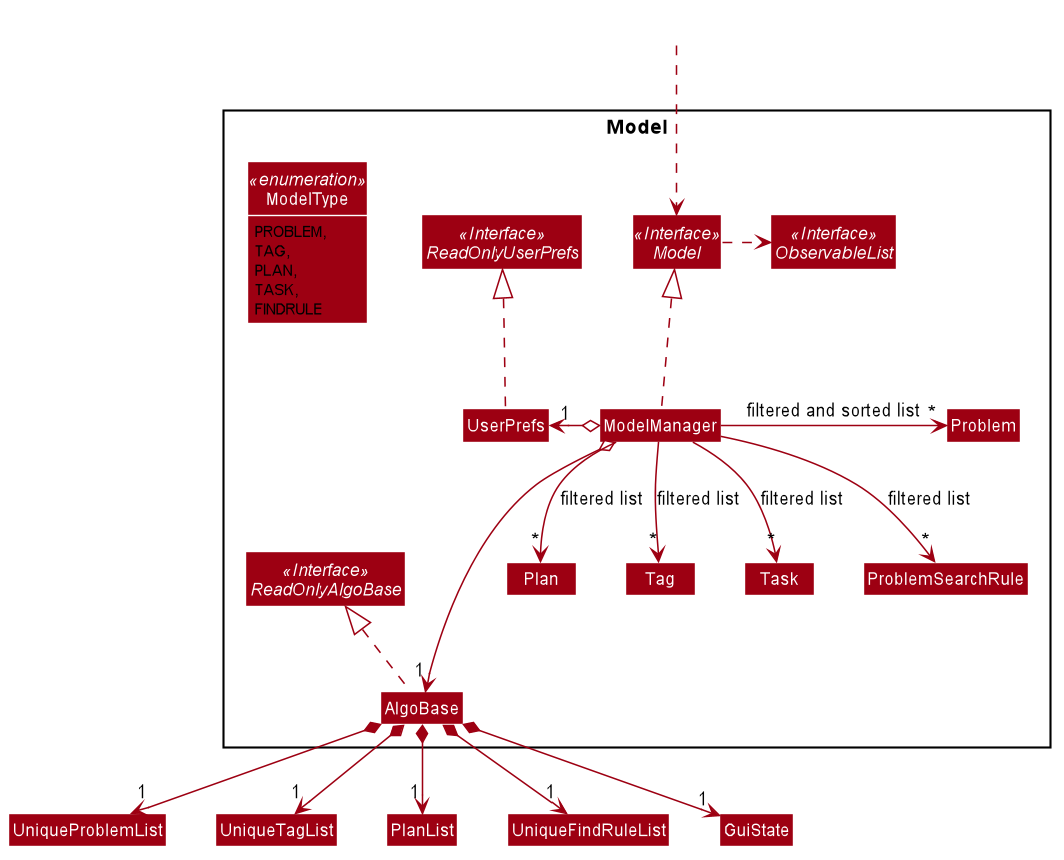 Model
«enumeration»
ModelType
PROBLEM,
TAG,
PLAN,
TASK,
FINDRULE
«Interface»
ReadOnlyUserPrefs
«Interface»
Model
«Interface»
ObservableList
UserPrefs
1
ModelManager
filtered and sorted list
*
Problem
filtered list
filtered list
filtered list
filtered list
*
*
*
*
Plan
Tag
Task
ProblemSearchRule
«Interface»
ReadOnlyAlgoBase
1
AlgoBase
1
1
1
1
1
UniqueProblemList
UniqueTagList
PlanList
UniqueFindRuleList
GuiState